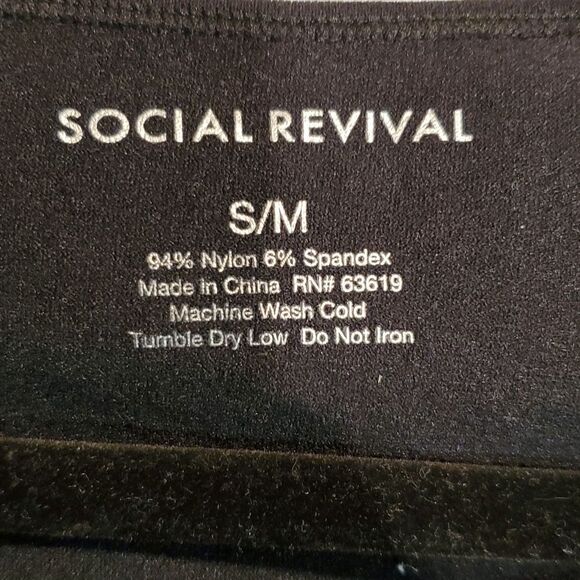 SOCIAL REVIVAL
S/M
94% Nylon 6% Spandex
Made in China RN# 63619
Machine Wash Cold
Tumble Dry Low Do Not Iron